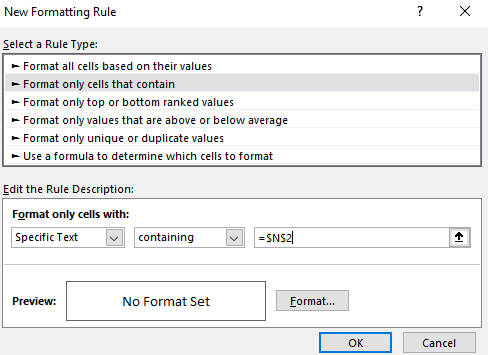 New Formatting Rule ? ×
Select a Rule Type:
► Format all cells based on their values
► Format only cells that contain
► Format only top or bottom ranked values
► Format only values that are above or below average
► Format only unique or duplicate values
► Use a formula to determine which cells to format
Edit the Rule Description:
Format only cells with:
Specific Text containing =$N$2
Preview: No Format Set Format...
OK Cancel